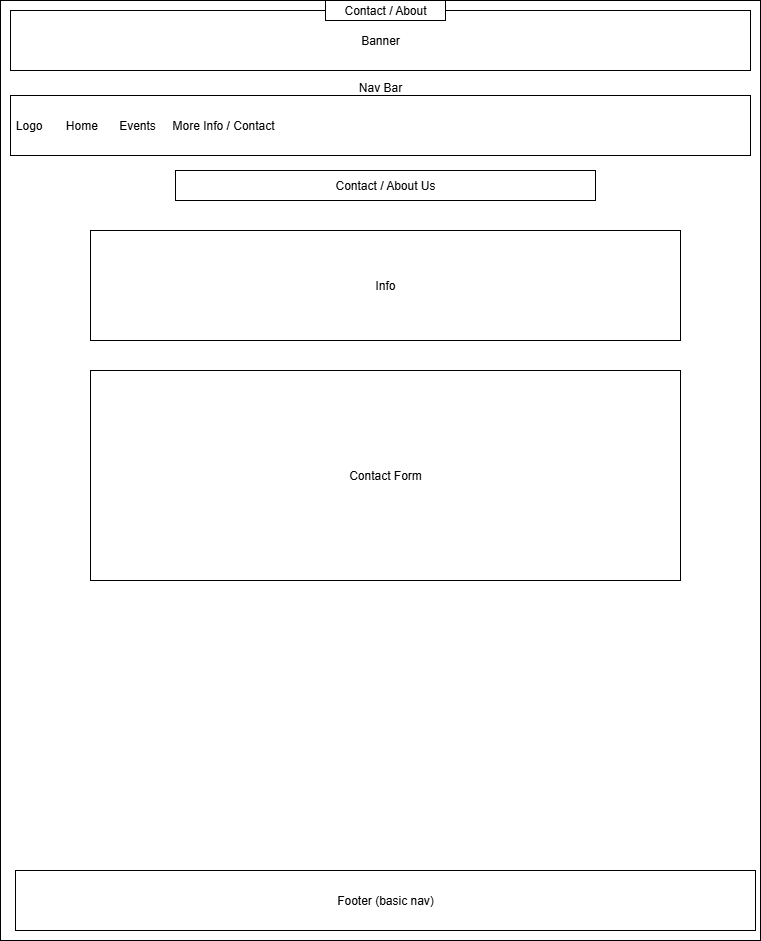 Contact / About
Banner
Nav Bar
Logo Home Events More Info / Contact
Contact / About Us
Info
Contact Form
Footer (basic nav)